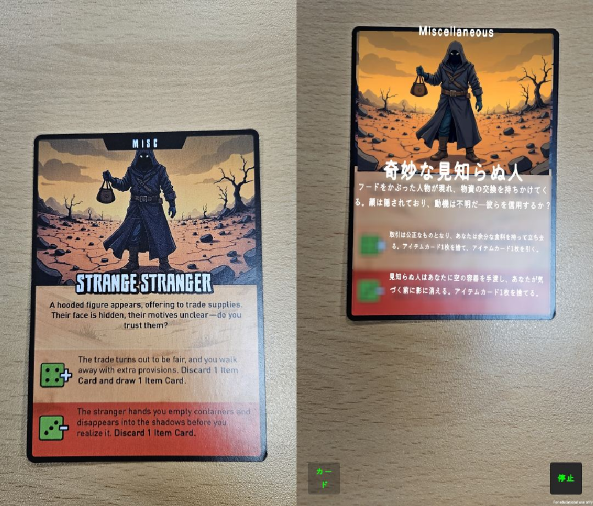 MISC
STRANGE STRANGER
A hooded figure appears, offering to trade supplies.
Their face is hidden, their motives unclear—do you
trust them?
The trade turns out to be fair, and you walk
away with extra provisions. Discard 1 Item
Card and draw 1 Item Card.
The stranger hands you empty containers and
disappears into the shadows before you
realize it. Discard 1 Item Card.
Miscellaneous
奇妙な見知らぬ人
フードをかぶった人物が現れ、物資の交換を持ちかけてく
る。顔は隠されており、動機は不明だ—彼らを信用するか?
取引は公正なものとなり、あなたは余分な食料を持って立ち去
る。アイテムカード1枚を捨て、アイテムカード1枚を引く。
見知らぬ人はあなたに空の容器を手渡し、あなたが気
づく前に影に消える。アイテムカード1枚を捨てる。
カー
ド
停止